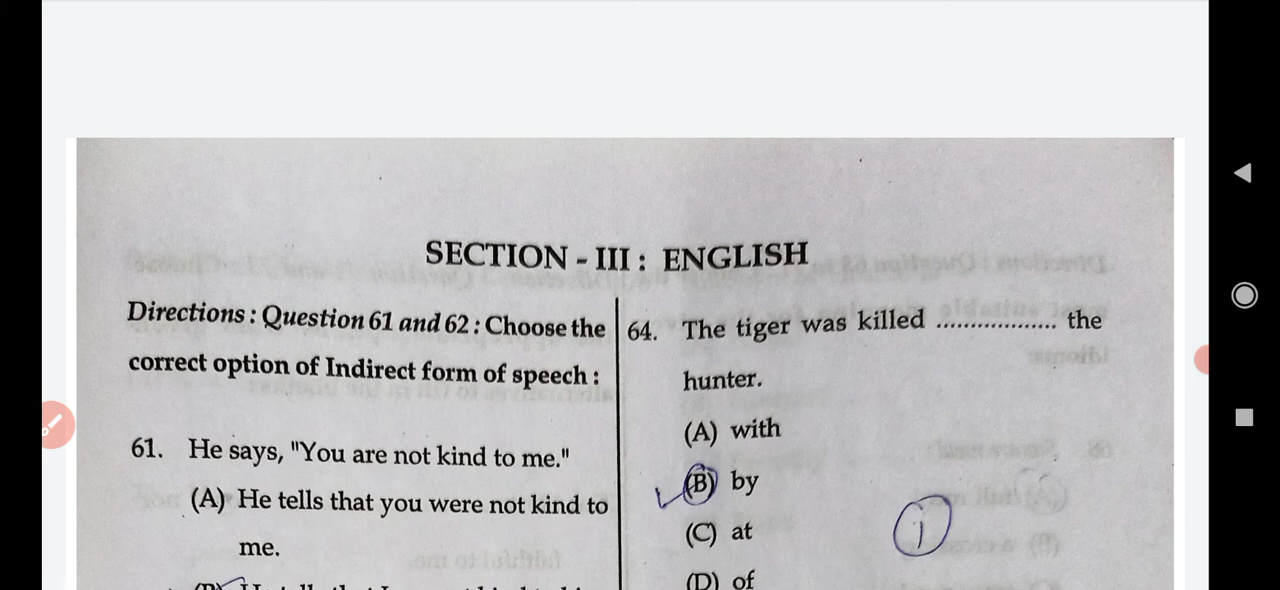 SECTION - III : ENGLISH
Directions : Question 61 and 62 : Choose the
correct option of Indirect form of speech :
61. He says, "You are not kind to me."
(A) He tells that you were not kind to
me.
64. The tiger was killed .................. the
hunter.
(A) with
(B) by
(C) at
(D) of